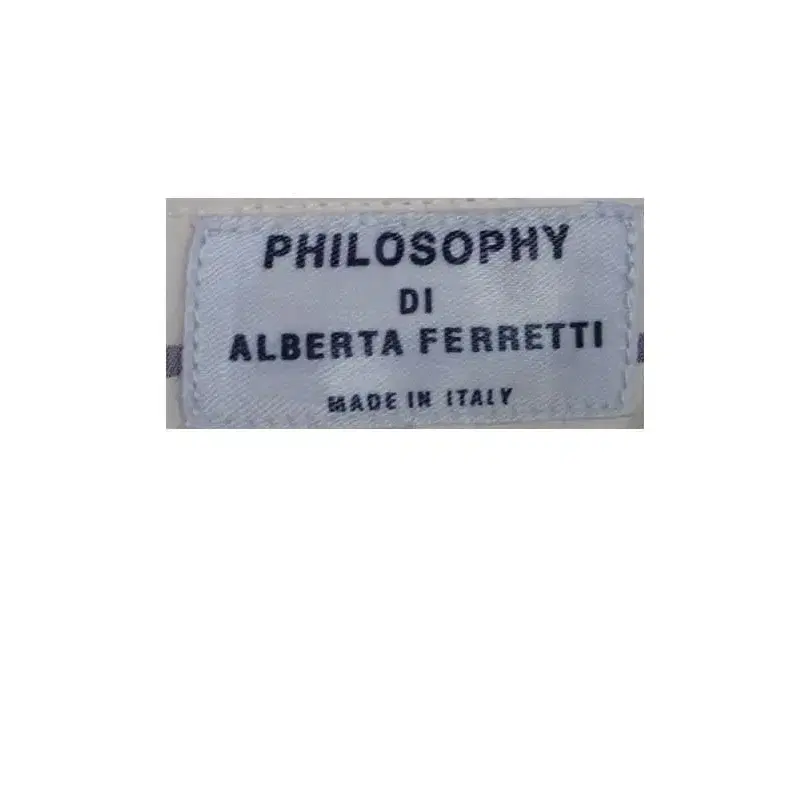 PHILOSOPHY
DI
ALBERTA FERRETTI
MADE IN ITALY